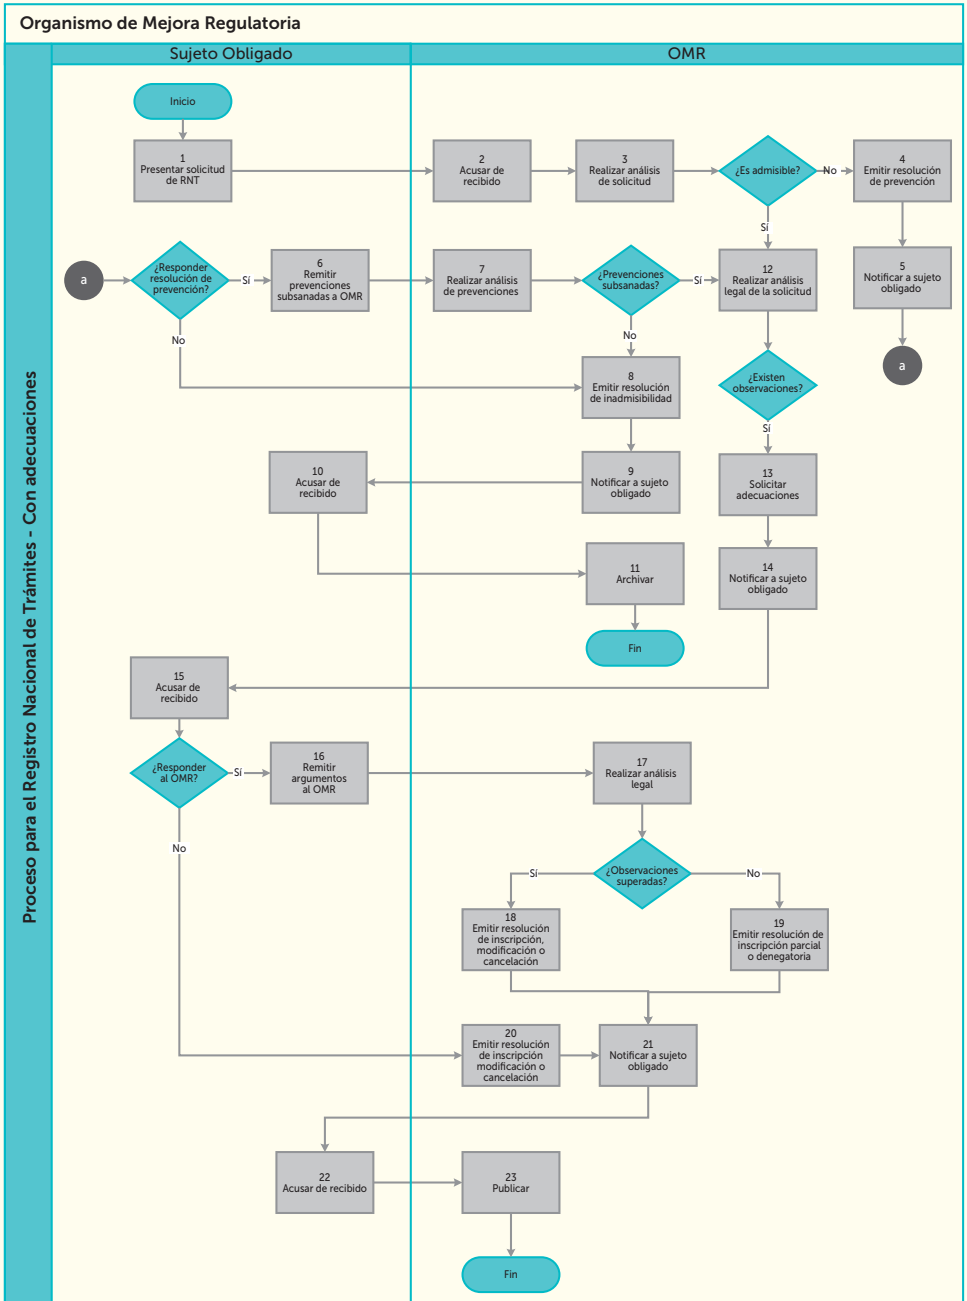 Organismo de Mejora Regulatoria
Sujeto Obligado
OMR
Proceso para el Registro Nacional de Trámites - Con adecuaciones
Inicio
1
Presentar solicitud
de RNT
2
Acusar de
recibido
3
Realizar análisis
de solicitud
¿Es admisible?
No
4
Emitir resolución
de prevención
Sí
a
¿Responder
resolución de
prevención?
Sí
6
Remitir
prevenciones
subsanadas a OMR
7
Realizar análisis
de prevenciones
¿Prevenciones
subsanadas?
Sí
12
Realizar análisis
legal de la solicitud
5
Notificar a sujeto
obligado
No
No
a
8
Emitir resolución
de inadmisibilidad
¿Existen
observaciones?
Sí
10
Acusar de
recibido
9
Notificar a sujeto
obligado
13
Solicitar
adecuaciones
11
Archivar
14
Notificar a sujeto
obligado
Fin
15
Acusar de
recibido
¿Responder
al OMR?
Sí
16
Remitir
argumentos
al OMR
17
Realizar análisis
legal
No
¿Observaciones
superadas?
Sí
No
18
Emitir resolución
de inscripción,
modificación o
cancelación
19
Emitir resolución de
inscripción parcial
o denegatoria
20
Emitir resolución
de inscripción
modificación o
cancelación
21
Notificar a sujeto
obligado
22
Acusar de recibido
23
Publicar
Fin